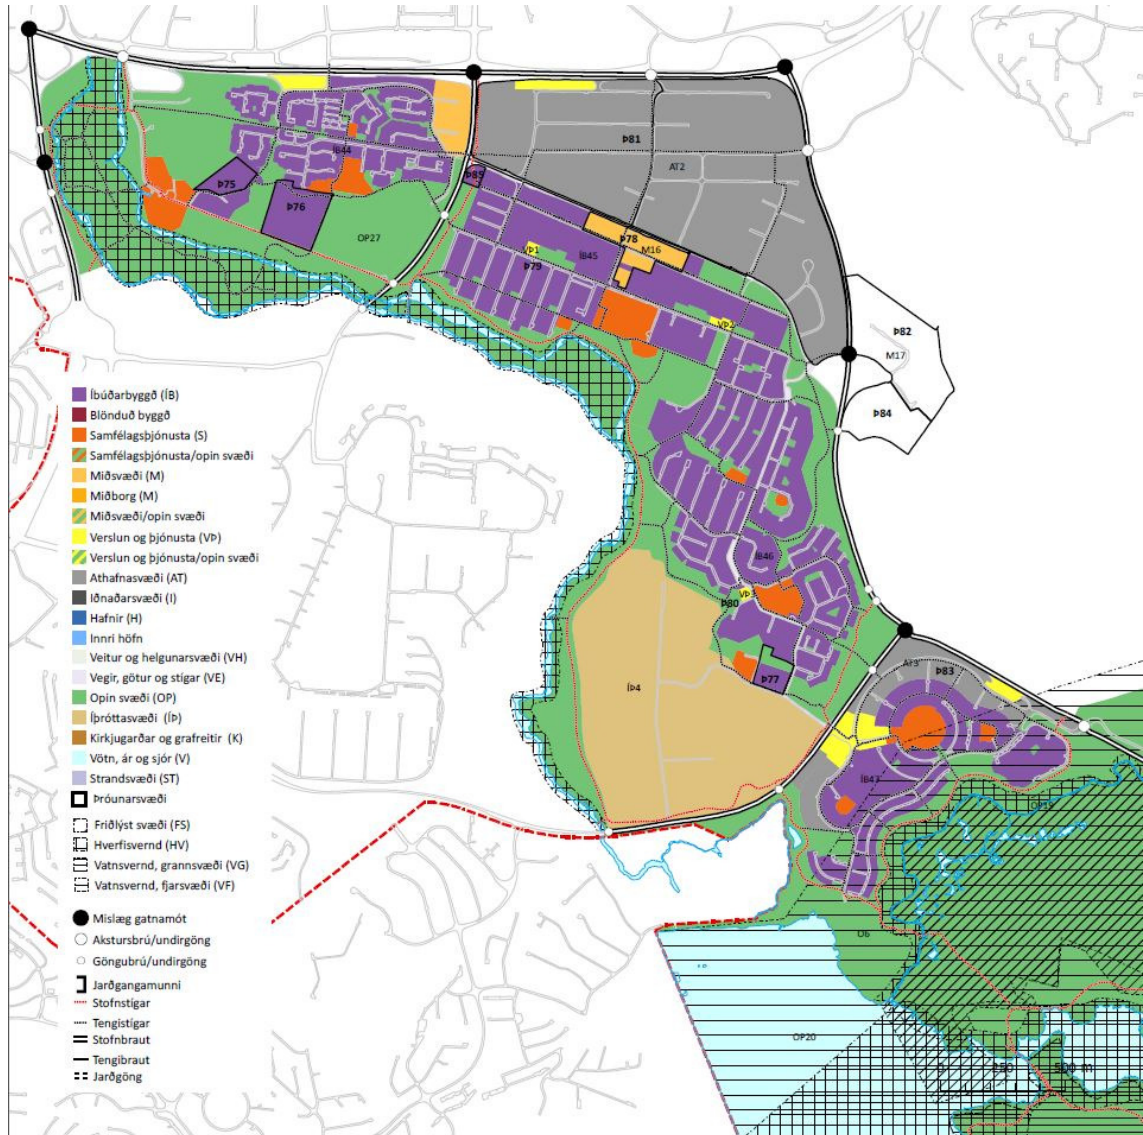 Þ81
ÍB44
AT2
Þ85
Þ75
Þ76
OP27
Þ78
VÞ1
M16
ÍB45
Þ79
VÞ2
Þ82
M17
Þ84
Íbúðarbyggð (ÍB)
Blönduð byggð
Samfélagsþjónusta (S)
Samfélagsþjónusta/opin svæði
Miðsvæði (M)
Miðborg (M)
Miðsvæði/opin svæði
Verslun og þjónusta (VÞ)
Verslun og þjónusta/opin svæði
Athafnasvæði (AT)
Iðnaðarsvæði (I)
Hafnir (H)
Innri höfn
Veitur og helgunarsvæði (VH)
Vegir, götur og stígar (VE)
Opin svæði (OP)
Íþróttasvæði (ÍÞ)
Kirkjugarðar og grafreitir (K)
Vötn, ár og sjór (V)
Strandsvæði (ST)
Þróunarsvæði
Friðlýst svæði (FS)
Hverfisvernd (HV)
Vatnsvernd, grannsvæði (VG)
Vatnsvernd, fjarsvæði (VF)
Mislæg gatnamót
Akstursbrú/undirgöng
Göngubrú/undirgöng
Jarðgangamunni
Stofnstígar
Tengistígar
Stofnbraut
Tengibraut
Jarðgöng
ÍB46
VÞ3
Þ80
ÍÞ4
Þ77
AT3
Þ83
ÍB47
OP15
OP20
0 250 500 m